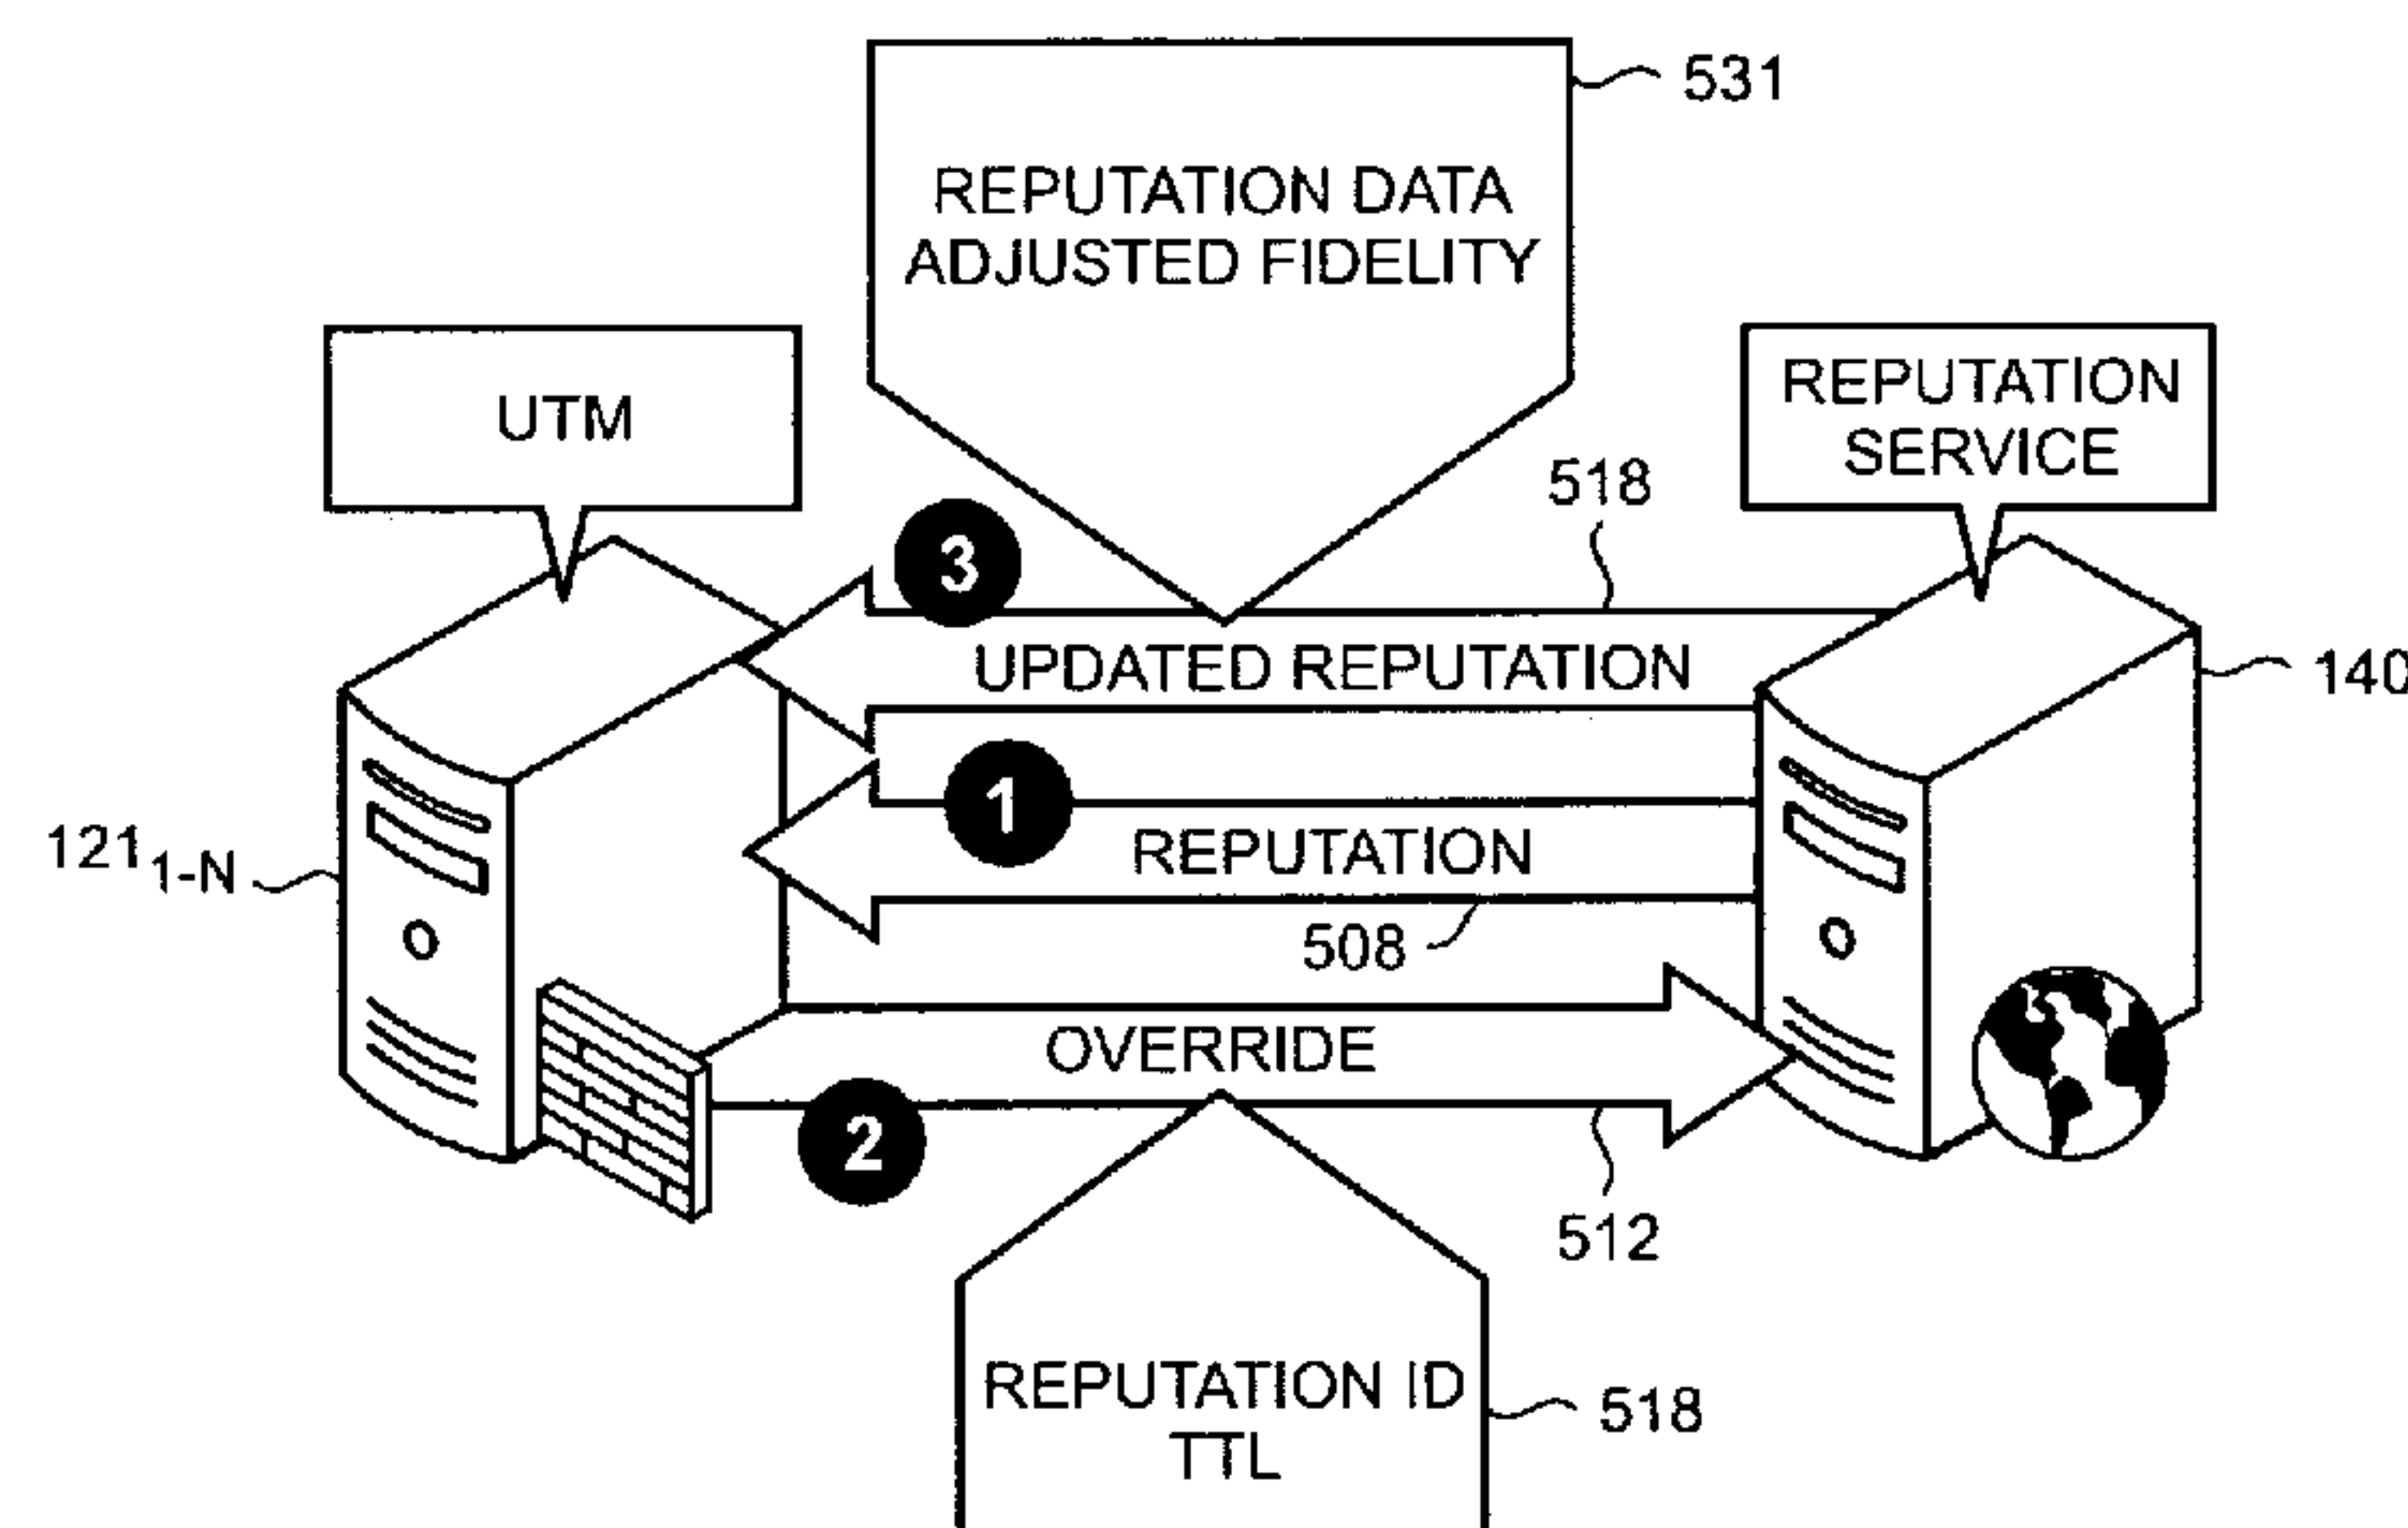 531
REPUTATION DATA
ADJUSTED FIDELITY
UTM
REPUTATION
SERVICE
518
3
UPDATED REPUTATION
140
1
REPUTATION
121 1-N
508
OVERRIDE
2
512
REPUTATION ID
TTL
518